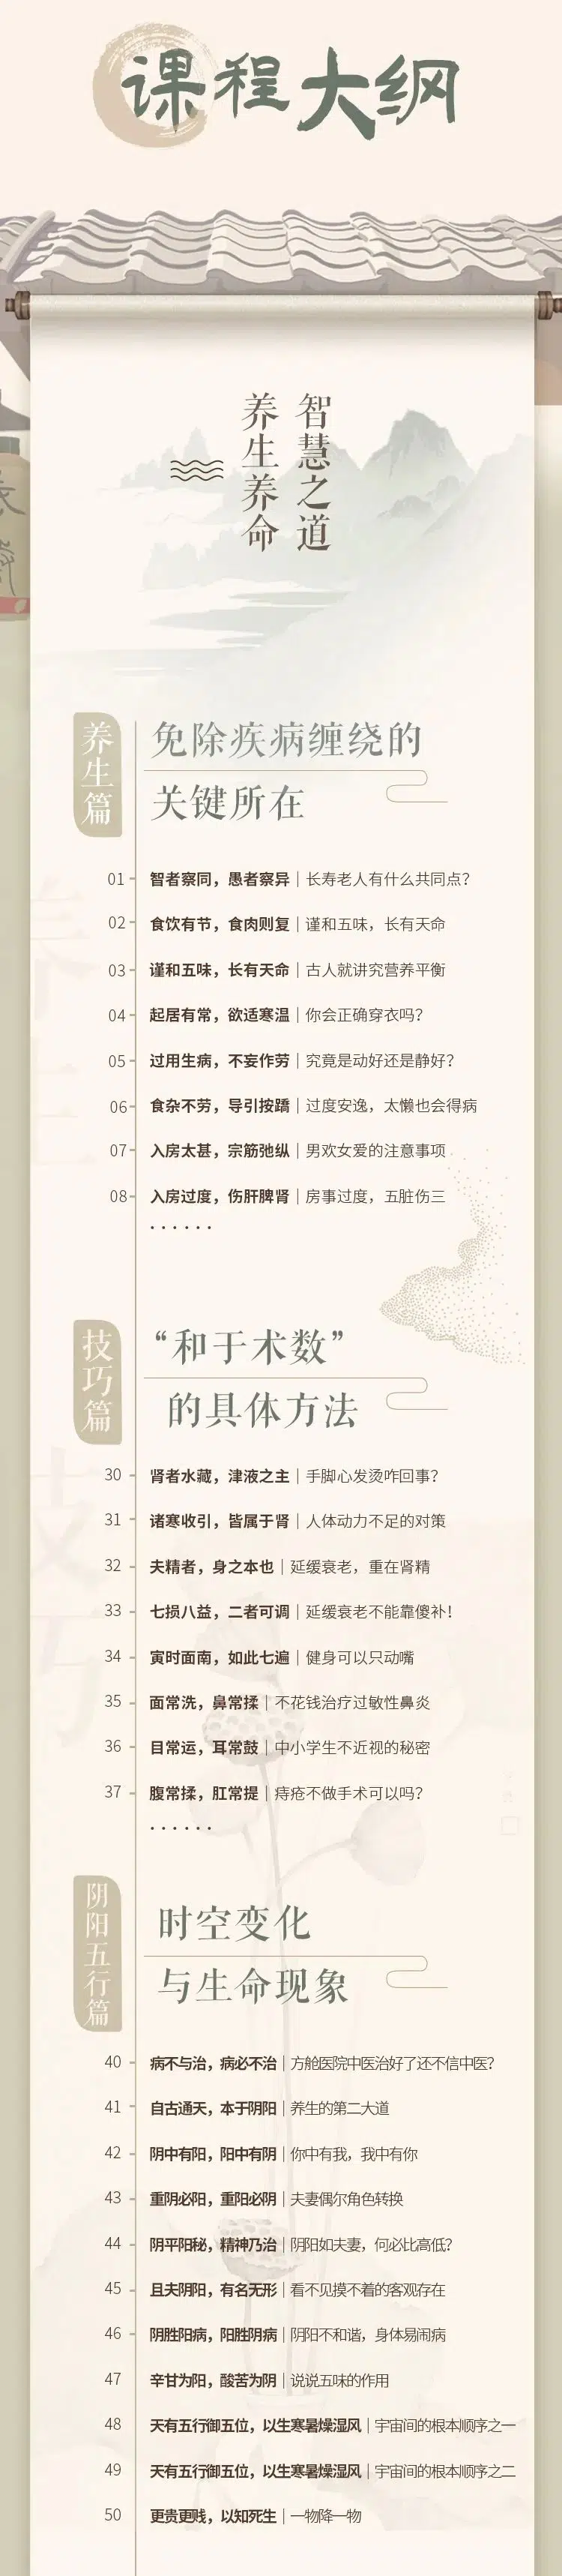 课程大纲
智慧之道
养生养命
养生篇
免除疾病缠绕的
关键所在
01 智者察同，愚者察异｜长寿老人有什么共同点？
02 食饮有节，食肉则复｜谨和五味，长有天命
03 谨和五味，长有天命｜古人就讲究营养平衡
04 起居有常，欲适寒温｜你会正确穿衣吗？
05 过用生病，不妄作劳｜究竟是动好还是静好？
06 食杂不劳，导引按蹻｜过度安逸，太懒也会得病
07 入房太甚，宗筋弛纵｜男欢女爱的注意事项
08 入房过度，伤肝脾肾｜房事过度，五脏伤三
······
技巧篇
“和于术数”
的具体方法
30 肾者水藏，津液之主｜手脚心发烫咋回事？
31 诸寒收引，皆属于肾｜人体动力不足的对策
32 夫精者，身之本也｜延缓衰老，重在肾精
33 七损八益，二者可调｜延缓衰老不能靠傻补！
34 寅时面南，如此七遍｜健身可以只动嘴
35 面常洗，鼻常揉｜不花钱治疗过敏性鼻炎
36 目常运，耳常鼓｜中小学生不近视的秘密
37 腹常揉，肛常提｜痔疮不做手术可以吗？
······
阴阳五行篇
时空变化
与生命现象
40 病不与治，病必不治｜方舱医院中医治好了还不信中医？
41 自古通天，本于阴阳｜养生的第二大道
42 阴中有阳，阳中有阴｜你中有我，我中有你
43 重阴必阳，重阳必阴｜夫妻偶尔角色转换
44 阴平阳秘，精神乃治｜阴阳如夫妻，何必比高低？
45 且夫阴阳，有名无形｜看不见摸不着的客观存在
46 阴胜阳病，阳胜阴病｜阴阳不和谐，身体易闹病
47 辛甘为阳，酸苦为阴｜说说五味的作用
48 天有五行御五位，以生寒暑燥湿风｜宇宙间的根本顺序之一
49 天有五行御五位，以生寒暑燥湿风｜宇宙间的根本顺序之二
50 更贵更贱，以知死生｜一物降一物
养生
技巧